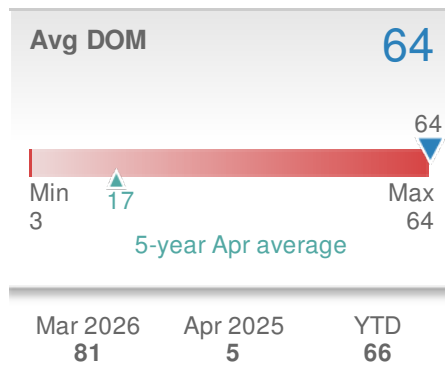 Avg DOM 64
64
Min Max
3 17 64
5-year Apr average
Mar 2026 Apr 2025 YTD
81 5 66